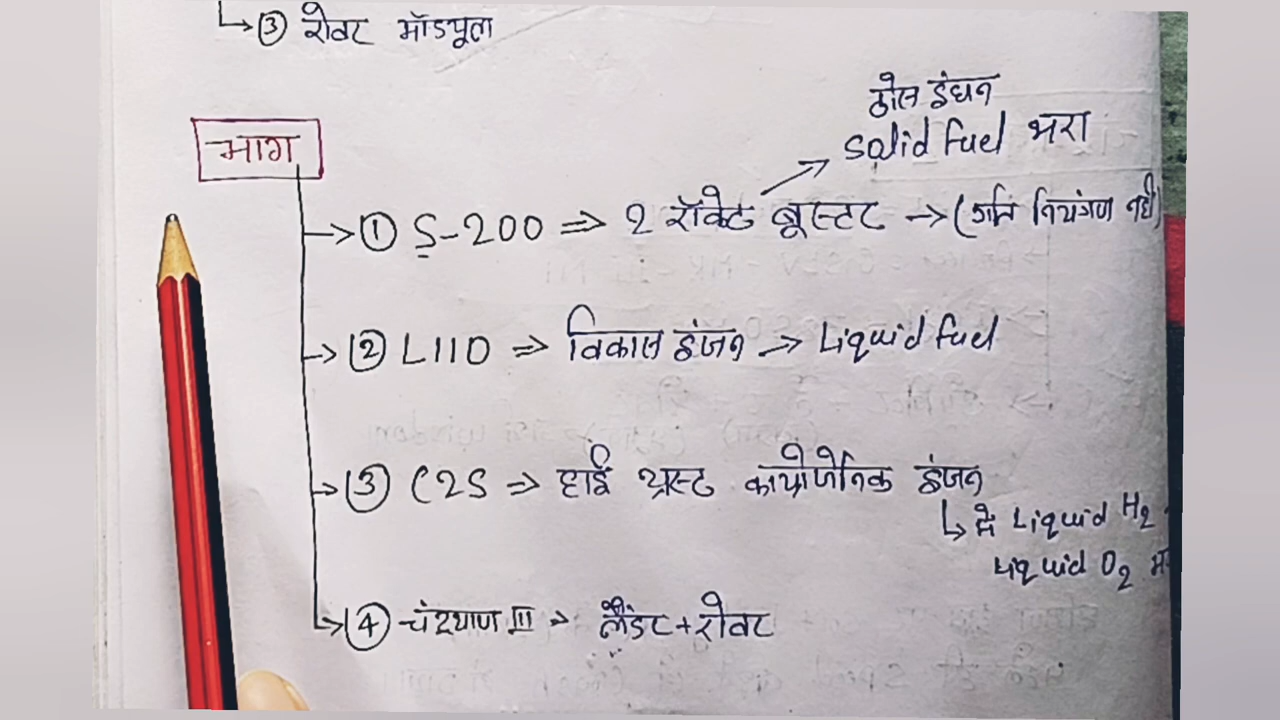 ↳ ③ रोवर मॉड्यूल
भाग
ठोस ईंधन
Solid fuel भरा
→ ① S-200 ⇒ 2 रॉकेट बूस्टर → (गति नियंत्रण नहीं)
→ ② L110 ⇒ विकास इंजन → Liquid fuel
→ ③ C25 ⇒ हाई थ्रस्ट क्रायोजेनिक इंजन
↳ में Liquid H₂
Liquid O₂
→ ④ चंद्रयाण III ⇒ लैंडर + रोवर